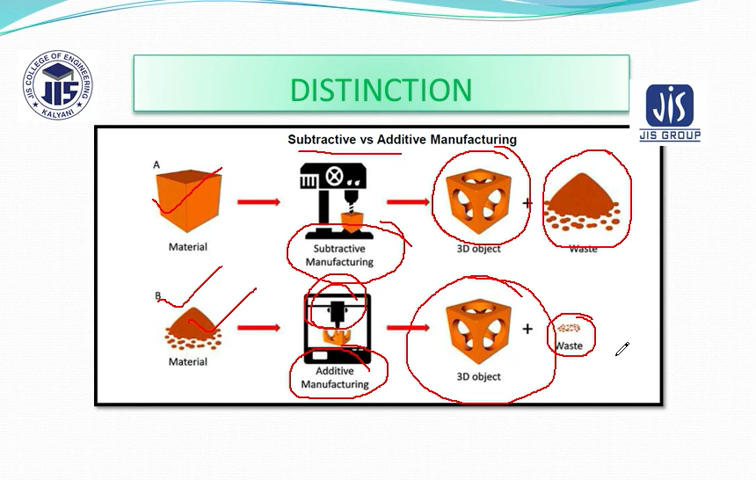 JIS COLLEGE OF ENGINEERING
JIS
KALYANI
DISTINCTION
JIS
JIS GROUP
Subtractive vs Additive Manufacturing
A
Material
Subtractive
Manufacturing
3D object
+
Waste
B
Material
Additive
Manufacturing
3D object
+
Waste